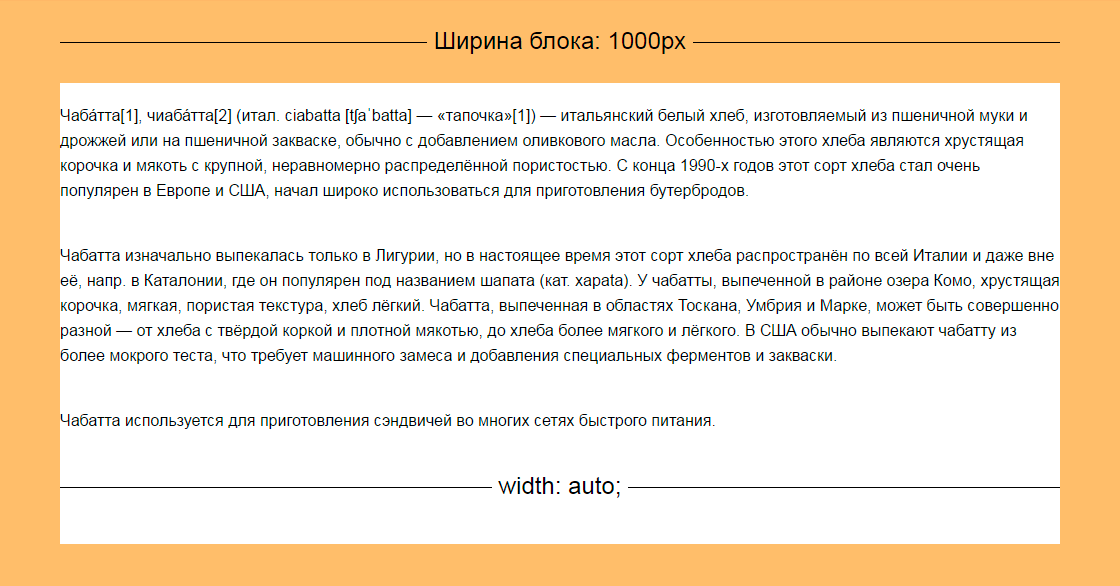 Ширина блока: 1000px
Чаба́тта[1], чиаба́тта[2] (итал. ciabatta [tʃaˈbatta] — «тапочка»[1]) — итальянский белый хлеб, изготовляемый из пшеничной муки и
дрожжей или на пшеничной закваске, обычно с добавлением оливкового масла. Особенностью этого хлеба являются хрустящая
корочка и мякоть с крупной, неравномерно распределённой пористостью. С конца 1990-х годов этот сорт хлеба стал очень
популярен в Европе и США, начал широко использоваться для приготовления бутербродов.
Чабатта изначально выпекалась только в Лигурии, но в настоящее время этот сорт хлеба распространён по всей Италии и даже вне
её, напр. в Каталонии, где он популярен под названием шапата (кат. xapata). У чабатты, выпеченной в районе озера Комо, хрустящая
корочка, мягкая, пористая текстура, хлеб лёгкий. Чабатта, выпеченная в областях Тоскана, Умбрия и Марке, может быть совершенно
разной — от хлеба с твёрдой коркой и плотной мякотью, до хлеба более мягкого и лёгкого. В США обычно выпекают чабатту из
более мокрого теста, что требует машинного замеса и добавления специальных ферментов и закваски.
Чабатта используется для приготовления сэндвичей во многих сетях быстрого питания.
width: auto;